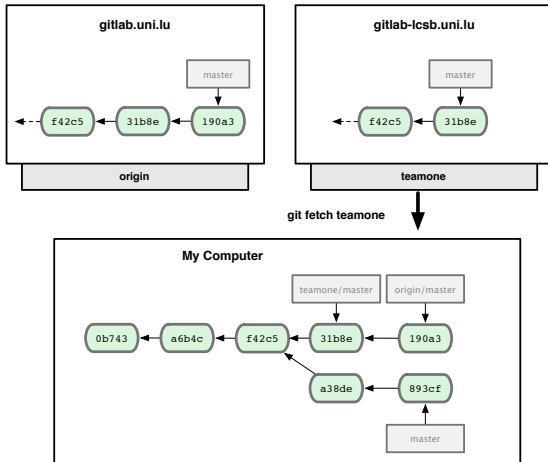 gitlab.uni.lu
gitlab-lcsb.uni.lu
master
master
f42c5
31b8e
190a3
f42c5
31b8e
origin
teamone
git fetch teamone
My Computer
teamone/master
origin/master
0b743
a6b4c
f42c5
31b8e
190a3
a38de
893cf
master